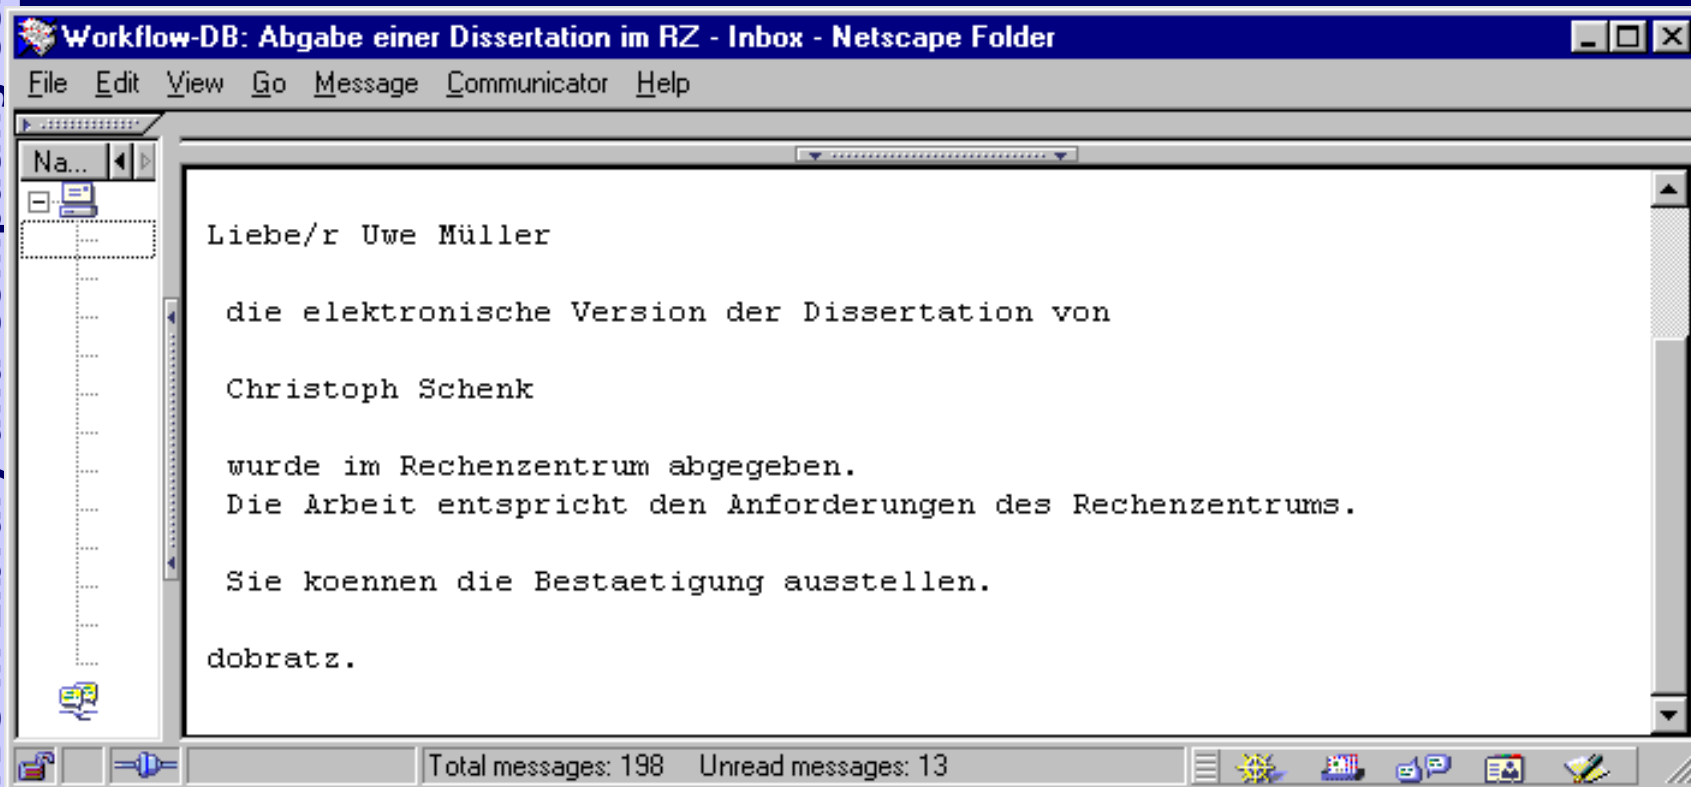 Workflow-DB: Abgabe einer Dissertation im RZ - Inbox - Netscape Folder
File Edit View Go Message Communicator Help
Na...
Liebe/r Uwe Müller
die elektronische Version der Dissertation von
Christoph Schenk
wurde im Rechenzentrum abgegeben.
Die Arbeit entspricht den Anforderungen des Rechenzentrums.
Sie koennen die Bestaetigung ausstellen.
dobratz.
Total messages: 198 Unread messages: 13